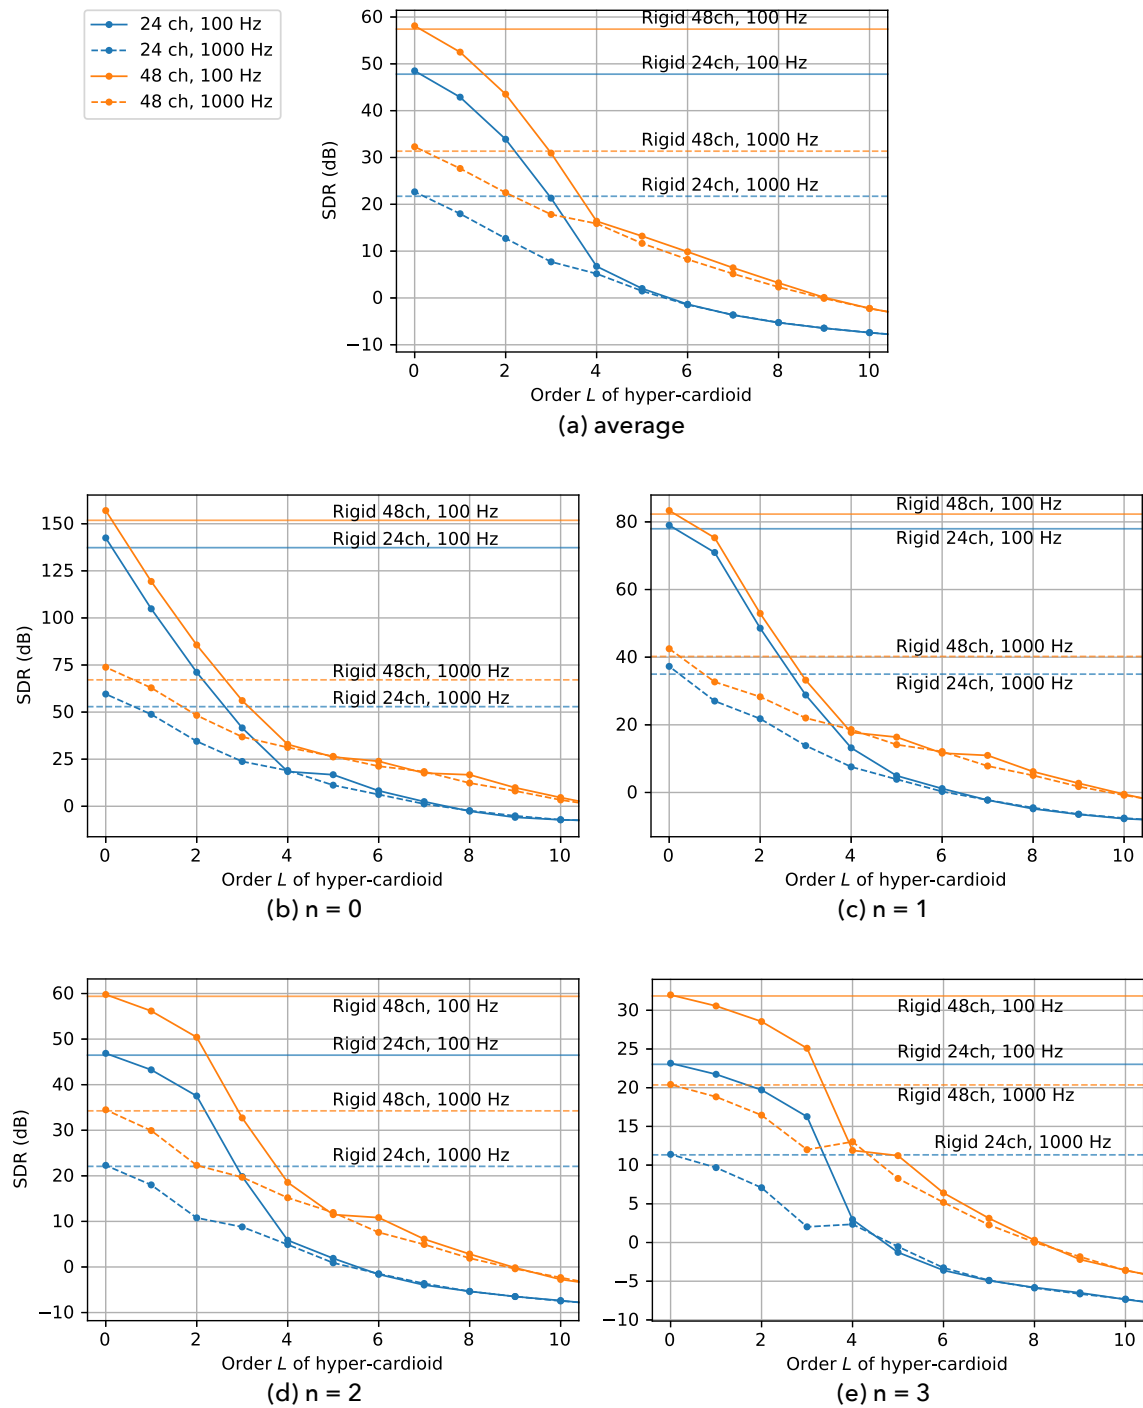 24 ch, 100 Hz
24 ch, 1000 Hz
48 ch, 100 Hz
48 ch, 1000 Hz
60
50
40
30
20
10
0
−10
SDR (dB)
Rigid 48ch, 100 Hz
Rigid 24ch, 100 Hz
Rigid 48ch, 1000 Hz
Rigid 24ch, 1000 Hz
0 2 4 6 8 10
Order L of hyper-cardioid
(a) average
150
125
100
75
50
25
0
SDR (dB)
Rigid 48ch, 100 Hz
Rigid 24ch, 100 Hz
Rigid 48ch, 1000 Hz
Rigid 24ch, 1000 Hz
0 2 4 6 8 10
Order L of hyper-cardioid
(b) n = 0
80
60
40
20
0
Rigid 48ch, 100 Hz
Rigid 24ch, 100 Hz
Rigid 48ch, 1000 Hz
Rigid 24ch, 1000 Hz
0 2 4 6 8 10
Order L of hyper-cardioid
(c) n = 1
60
50
40
30
20
10
0
−10
SDR (dB)
Rigid 48ch, 100 Hz
Rigid 24ch, 100 Hz
Rigid 48ch, 1000 Hz
Rigid 24ch, 1000 Hz
0 2 4 6 8 10
Order L of hyper-cardioid
(d) n = 2
30
25
20
15
10
5
0
−5
−10
Rigid 48ch, 100 Hz
Rigid 24ch, 100 Hz
Rigid 48ch, 1000 Hz
Rigid 24ch, 1000 Hz
0 2 4 6 8 10
Order L of hyper-cardioid
(e) n = 3